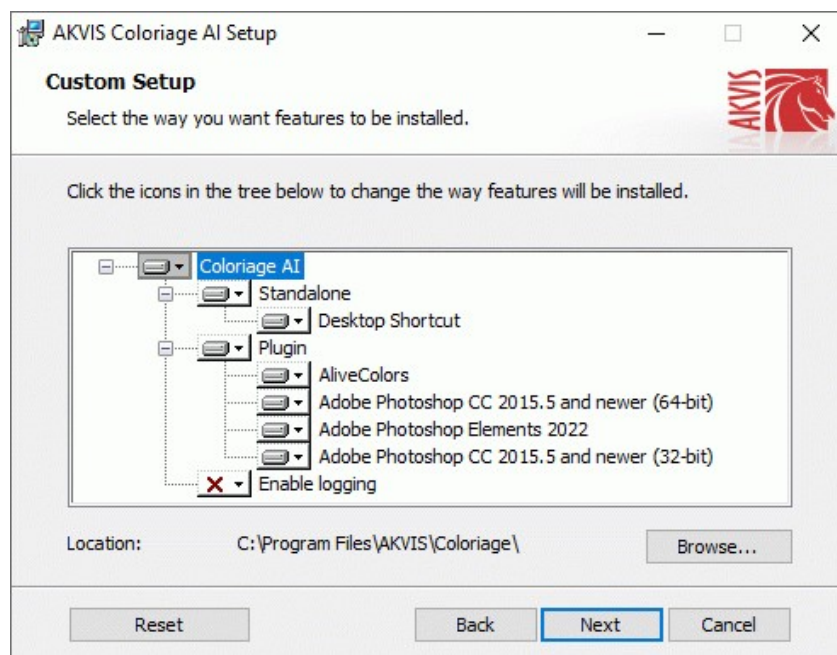 AKVIS Coloriage AI Setup
Custom Setup
Select the way you want features to be installed.
AKVIS
Click the icons in the tree below to change the way features will be installed.
Coloriage AI
Standalone
Desktop Shortcut
Plugin
AliveColors
Adobe Photoshop CC 2015.5 and newer (64-bit)
Adobe Photoshop Elements 2022
Adobe Photoshop CC 2015.5 and newer (32-bit)
Enable logging
Location: C:\Program Files\AKVIS\Coloriage\ Browse...
Reset Back Next Cancel